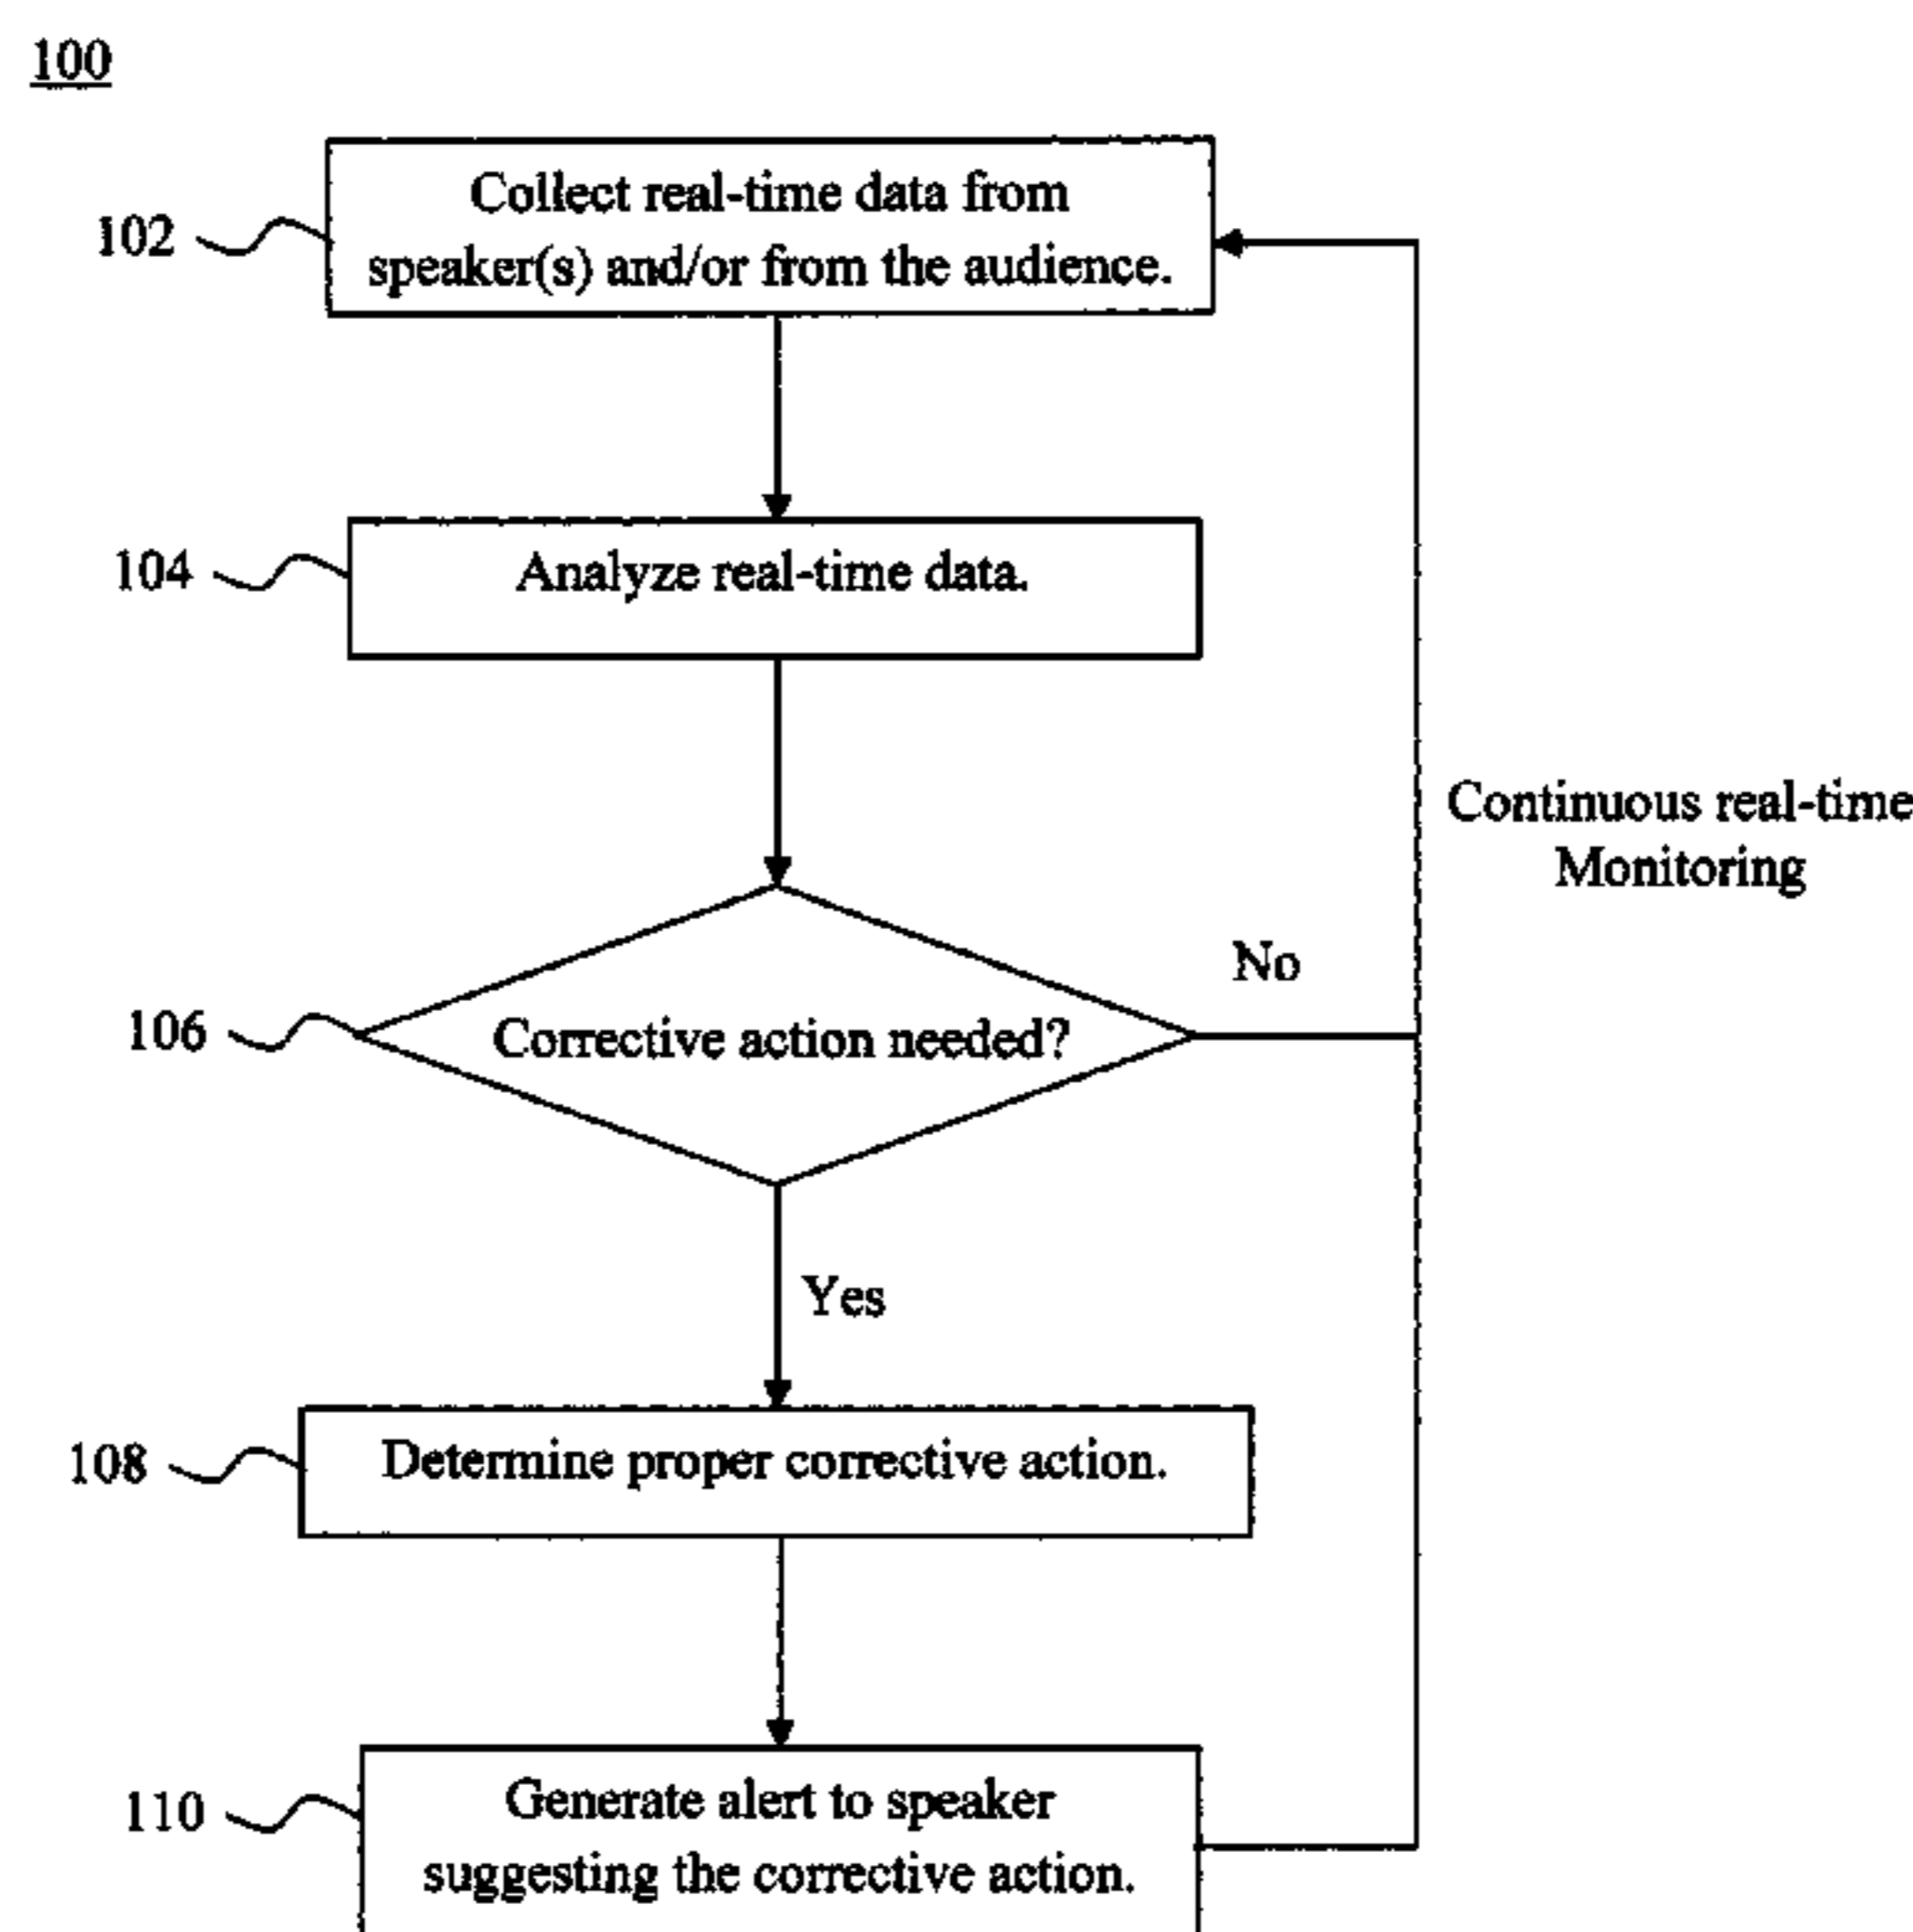 100
102
Collect real-time data from
speaker(s) and/or from the audience.
104
Analyze real-time data.
Continuous real-time
Monitoring
No
106
Corrective action needed?
Yes
108
Determine proper corrective action.
110
Generate alert to speaker
suggesting the corrective action.